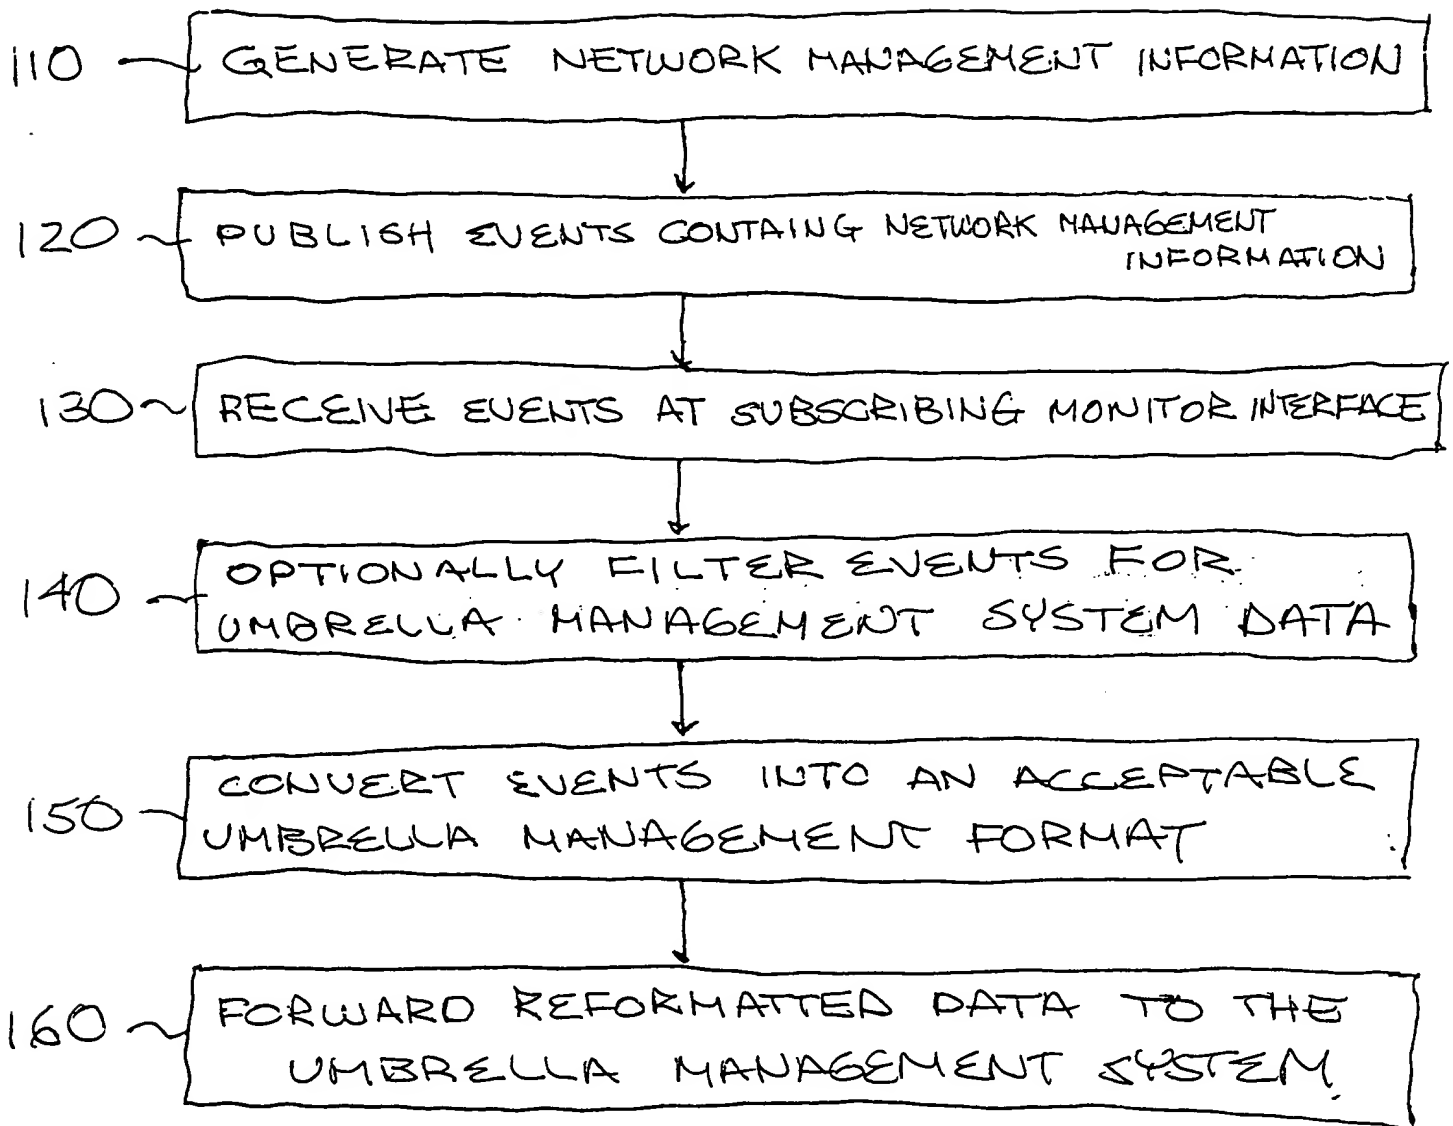 110 GENERATE NETWORK MANAGEMENT INFORMATION
120 PUBLISH EVENTS CONTAING NETWORK MANAGEMENT
INFORMATION
130 RECEIVE EVENTS AT SUBSCRIBING MONITOR INTERFACE
140 OPTIONALLY FILTER EVENTS FOR
UMBRELLA MANAGEMENT SYSTEM DATA
150 CONVERT EVENTS INTO AN ACCEPTABLE
UMBRELLA MANAGEMENT FORMAT
160 FORWARD REFORMATTED DATA TO THE
UMBRELLA MANAGEMENT SYSTEM.